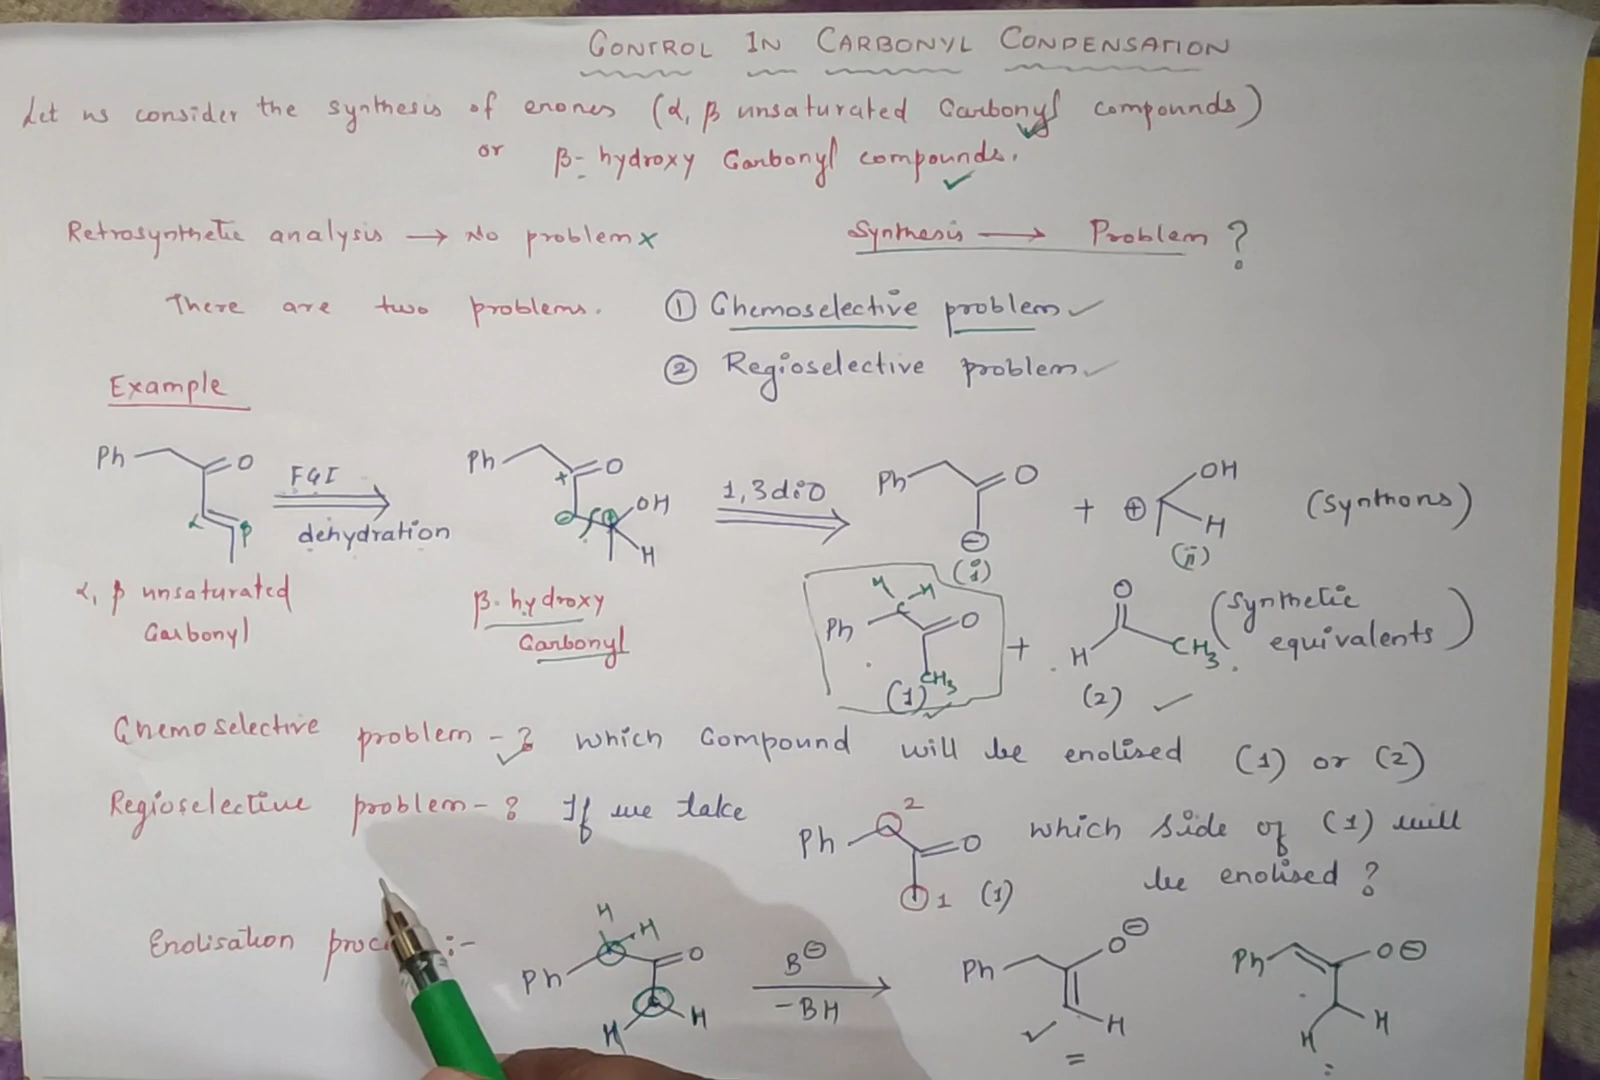 CONTROL IN CARBONYL CONDENSATION
Let us consider the synthesis of enones (α, β unsaturated Carbonyl compounds)
or β- hydroxy Carbonyl compounds.
Retrosynthetic analysis → No problem x Synthesis → Problem ?
There are two problems. ① Chemoselective problem ✓
② Regioselective problem ✓
Example
Ph O FGI dehydration Ph O OH H 1,3 diO Ph O ⊖ (i) + ⊕ OH H (ii) (Synthons)
α β
α, β unsaturated Carbonyl
β-hydroxy Carbonyl
Ph C H H O CH3 (1) + O H CH3 (2) ✓ (Synthetic equivalents)
Chemoselective problem - ? which Compound will be enolised (1) or (2)
Regioselective problem - ? If we take Ph 2 O 1 (1) which side of (1) will
be enolised ?
Enolisation proc :-
Ph H H O H H B⊖ -BH Ph O⊖ H Ph O⊖ H H